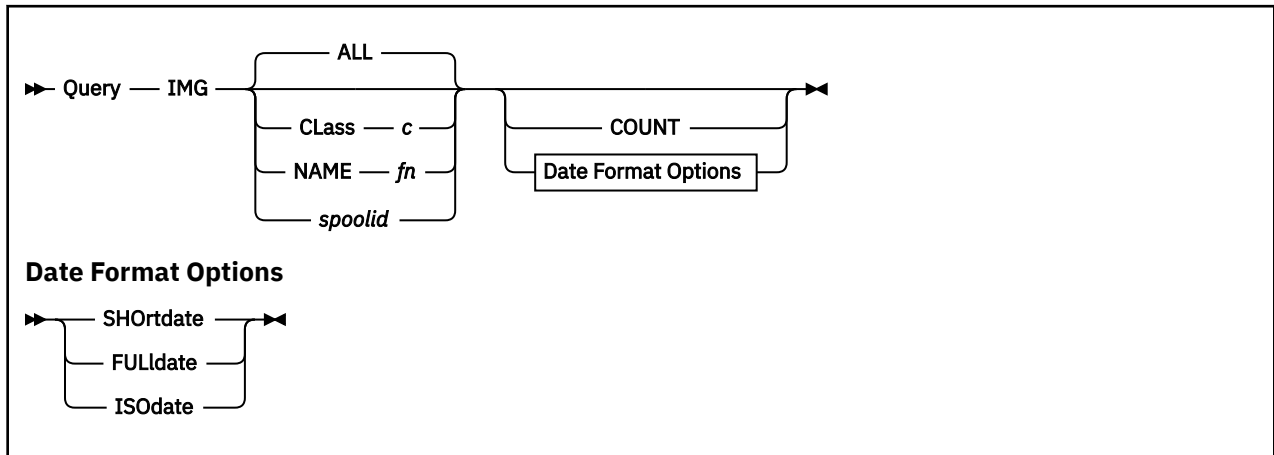 ALL
Query IMG
CLass c COUNT
NAME fn Date Format Options
spoolid
Date Format Options
SHOrtdate
FULldate
ISOdate